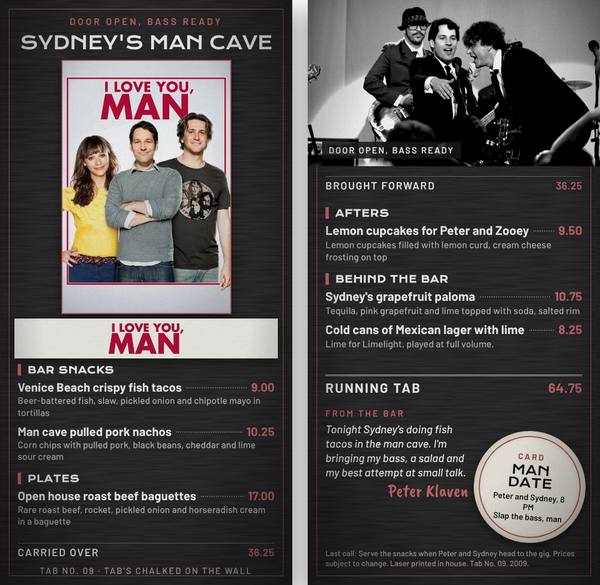 DOOR OPEN, BASS READY
SYDNEY'S MAN CAVE
I LOVE YOU,
MAN
I LOVE YOU,
MAN
BAR SNACKS
Venice Beach crispy fish tacos 9.00
Beer-battered fish, slaw, pickled onion and chipotle mayo in
tortillas
Man cave pulled pork nachos 10.25
Corn chips with pulled pork, black beans, cheddar and lime
sour cream
PLATES
Open house roast beef baguettes 17.00
Rare roast beef, rocket, pickled onion and horseradish cream
in a baguette
CARRIED OVER 36.25
TAB NO. 09 · TAB'S CHALKED ON THE WALL
DOOR OPEN, BASS READY
BROUGHT FORWARD 36.25
AFTERS
Lemon cupcakes for Peter and Zooey 9.50
Lemon cupcakes filled with lemon curd, cream cheese
frosting on top
BEHIND THE BAR
Sydney's grapefruit paloma 10.75
Tequila, pink grapefruit and lime topped with soda, salted rim
Cold cans of Mexican lager with lime 8.25
Lime for Limelight, played at full volume.
RUNNING TAB 64.75
FROM THE BAR
Tonight Sydney's doing fish
tacos in the man cave. I'm
bringing my bass, a salad and
my best attempt at small talk.
Peter Klaven
CARD
MAN
DATE
Peter and Sydney, 8
PM
Slap the bass, man
Last call: Serve the snacks when Peter and Sydney head to the gig. Prices
subject to change. Laser printed in house. Tab No. 09. 2009.